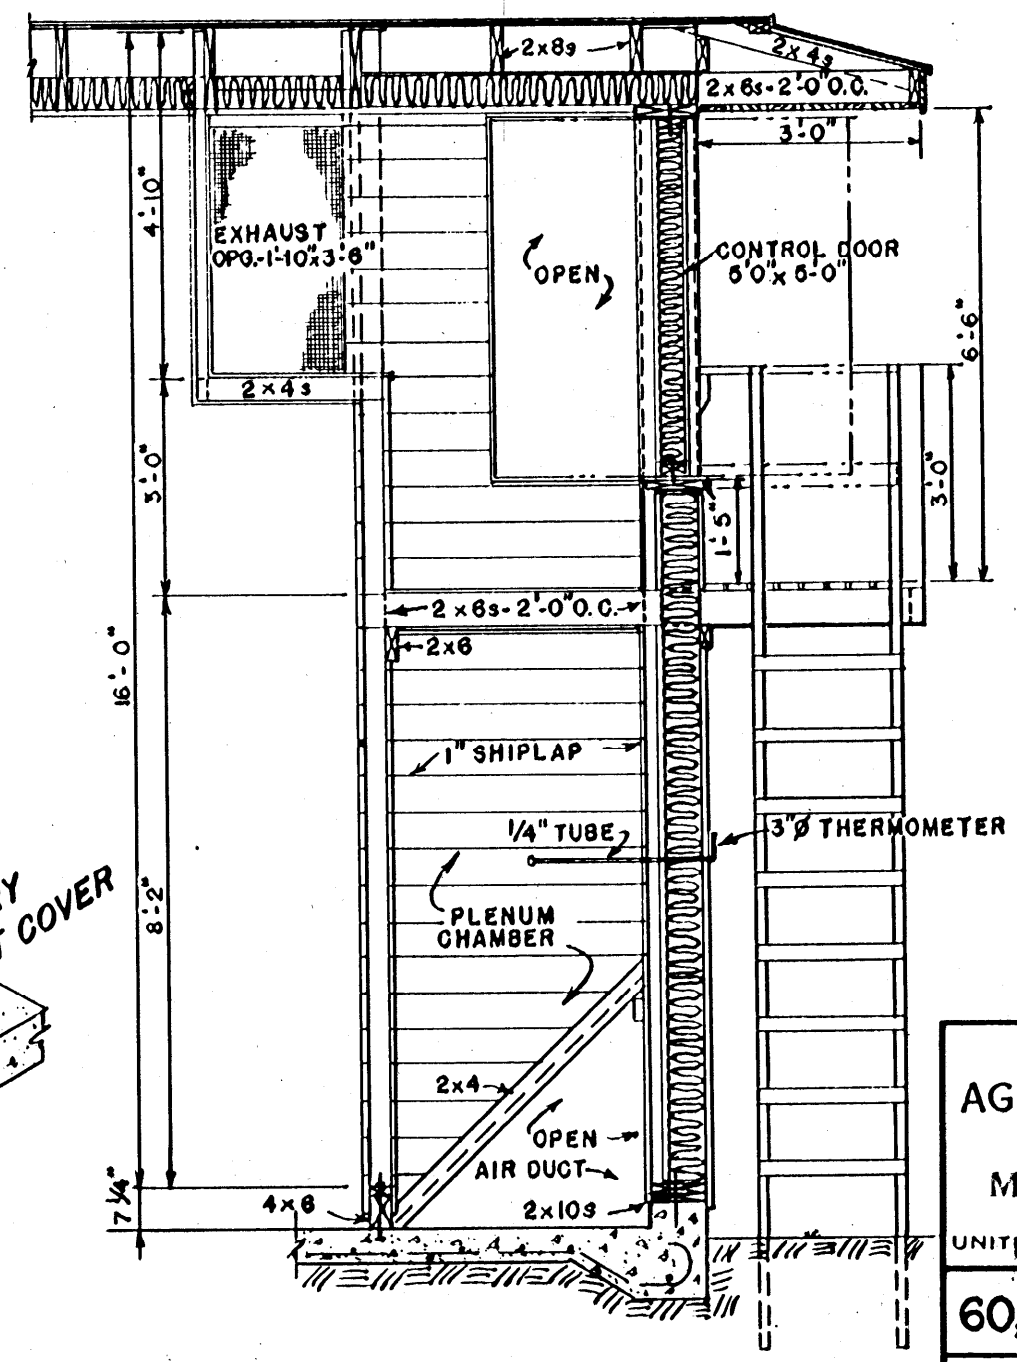 2x8s
2x4s
2x6s-2'-0"O.C.
3'-0"
4'-10"
EXHAUST
OPG.-1'-10"x3'-6"
OPEN
CONTROL DOOR
5'0"x 5'-0"
6'-6"
2x4s
3'-0"
3'-0"
1'-5"
2x6s-2'-0"O.C.
2x6
16'-0"
1" SHIPLAP
1/4" TUBE
3"Ø THERMOMETER
Y
T COVER
8'-2"
PLENUM
CHAMBER
2x4
OPEN
AIR DUCT
AG
M
7 1/4"
4x6
2x10s
UNIT
60,